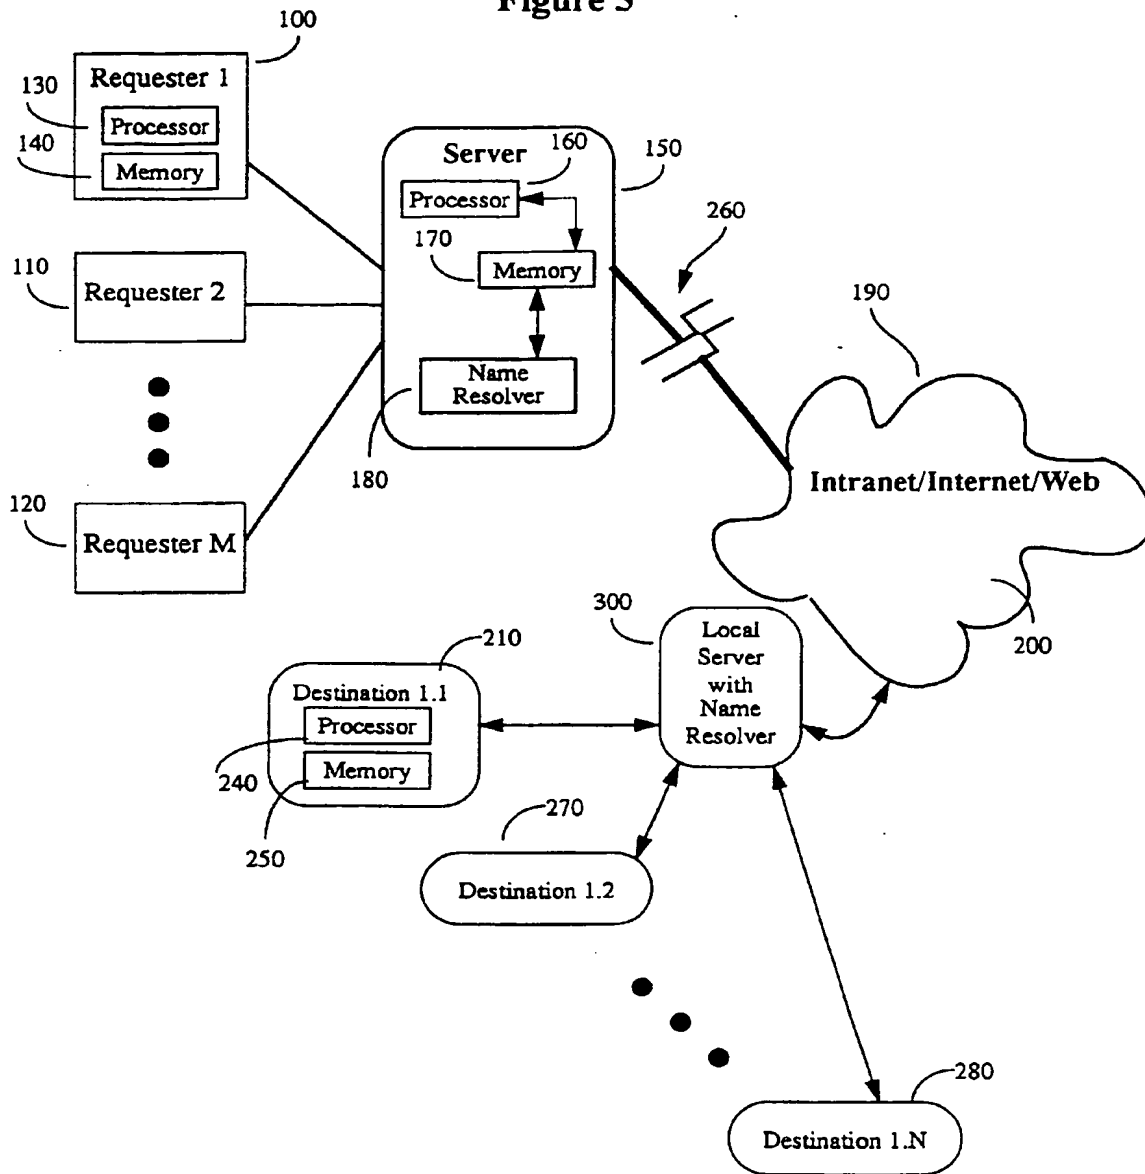 Figure 3
100
Requester 1
130
Processor
140
Memory
Server
160
150
Processor
170
Memory
260
110
Requester 2
190
Name
Resolver
180
Intranet/Internet/Web
120
Requester M
200
300
Local
Server
with
Name
Resolver
210
Destination 1.1
Processor
240
Memory
250
270
Destination 1.2
280
Destination 1.N